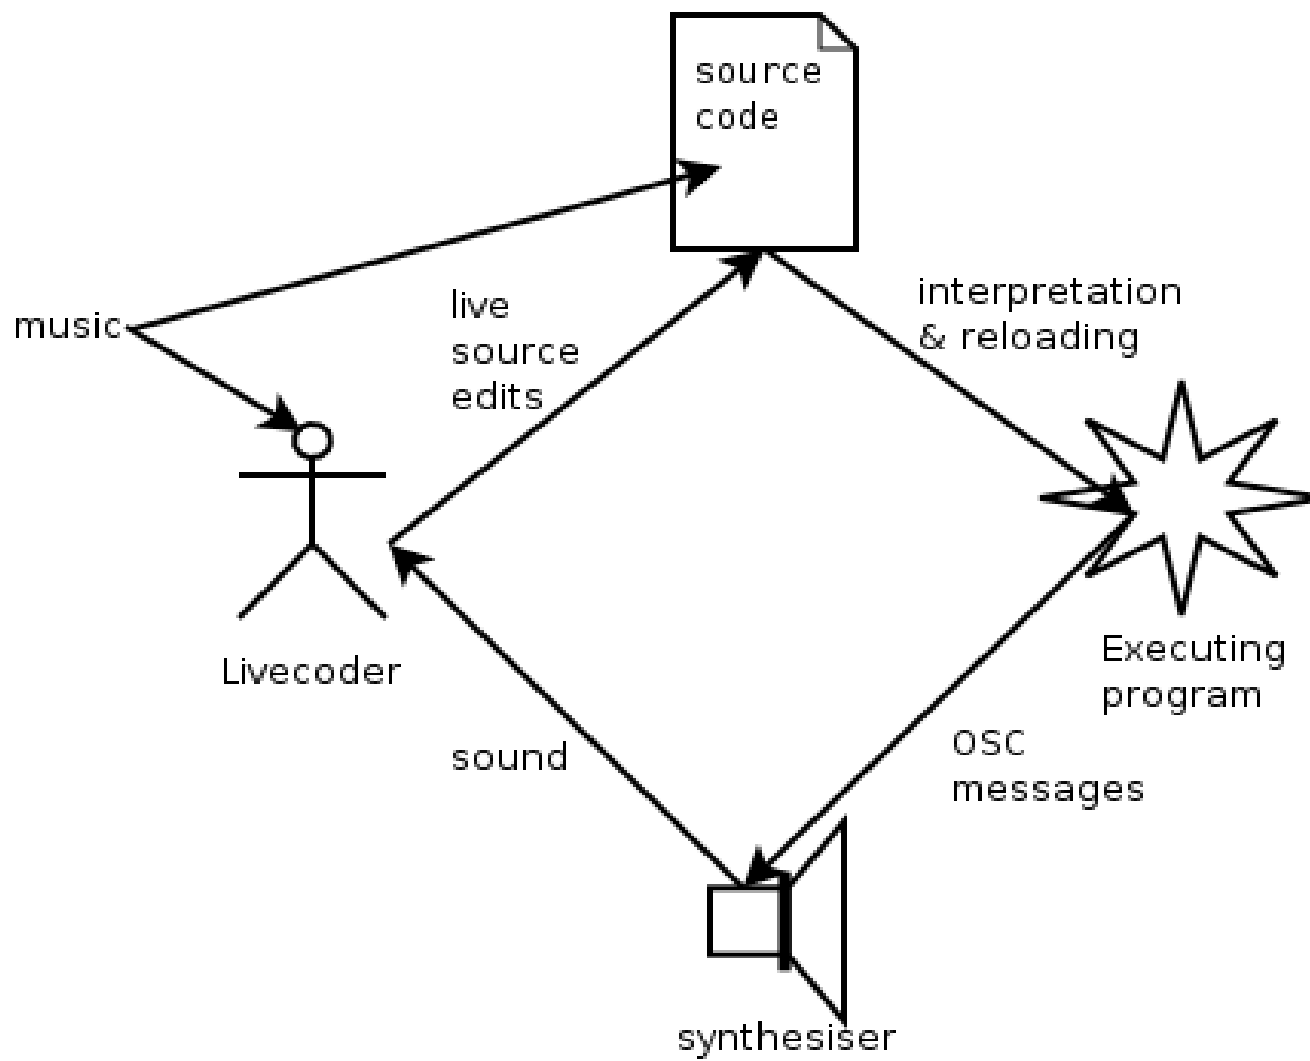 source
code
interpretation
& reloading
live
source
edits
music
Livecoder
Executing
program
sound
OSC
messages
synthesiser